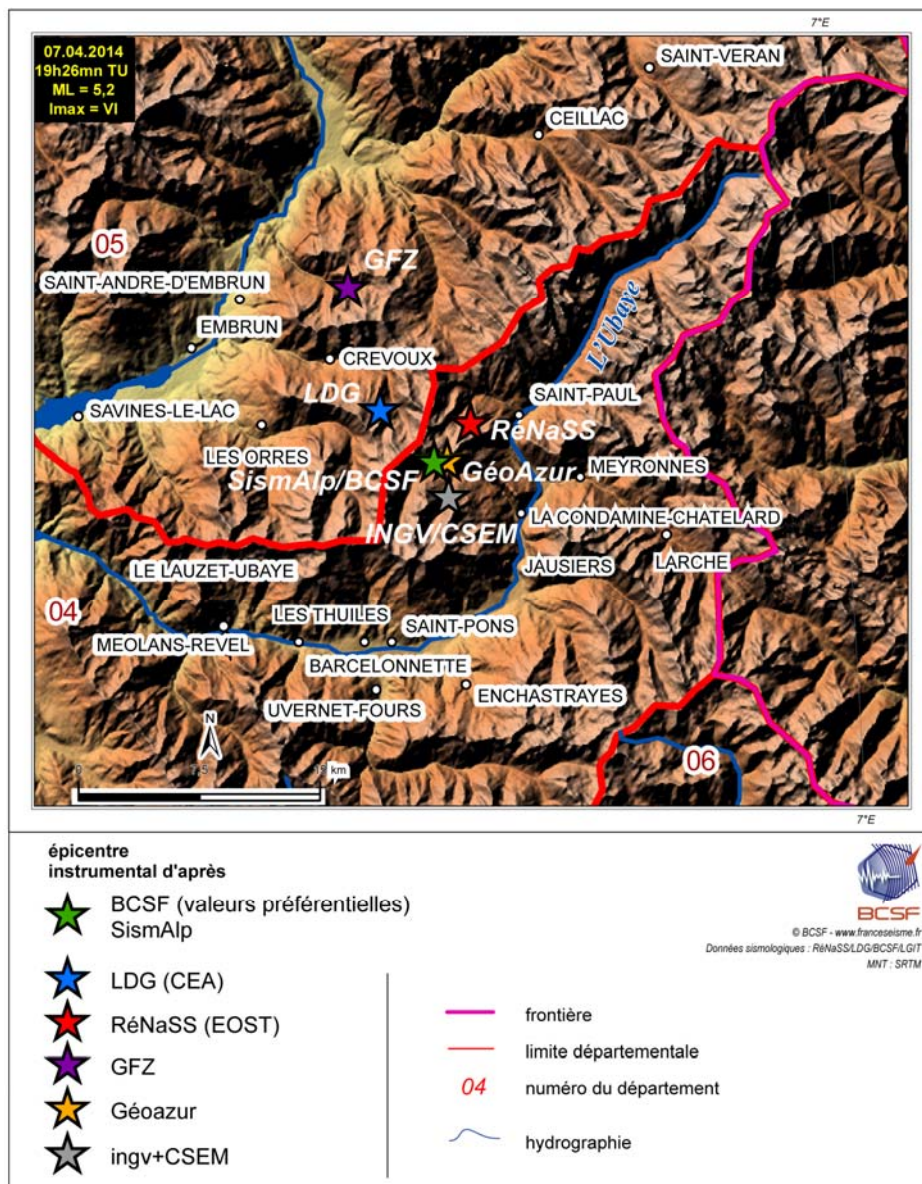 7°E
07.04.2014
19h26mn TU
ML = 5,2
Imax = VI
SAINT-VERAN
CEILLAC
05
GFZ
SAINT-ANDRE-D'EMBRUN
L'Ubaye
EMBRUN
CREVOUX
LDG
SAINT-PAUL
SAVINES-LE-LAC
RéNaSS
LES ORRES
SismAlp/BCSF
GéoAzur
MEYRONNES
INGV/CSEM
LA CONDAMINE-CHATELARD
LE LAUZET-UBAYE
JAUSIERS
LARCHE
04
LES THUILES
SAINT-PONS
MEOLANS-REVEL
BARCELONNETTE
ENCHASTRAYES
UVERNET-FOURS
N
06
0 7.5 15 km
7°E
épicentre
instrumental d'après
BCSF (valeurs préférentielles)
SismAlp
LDG (CEA)
RéNaSS (EOST)
GFZ
Géoazur
ingv+CSEM
BCSF
© BCSF - www.franceseisme.fr
Données sismologiques : RéNaSS/LDG/BCSF/LGIT
MNT : SRTM
frontière
limite départementale
04 numéro du département
hydrographie